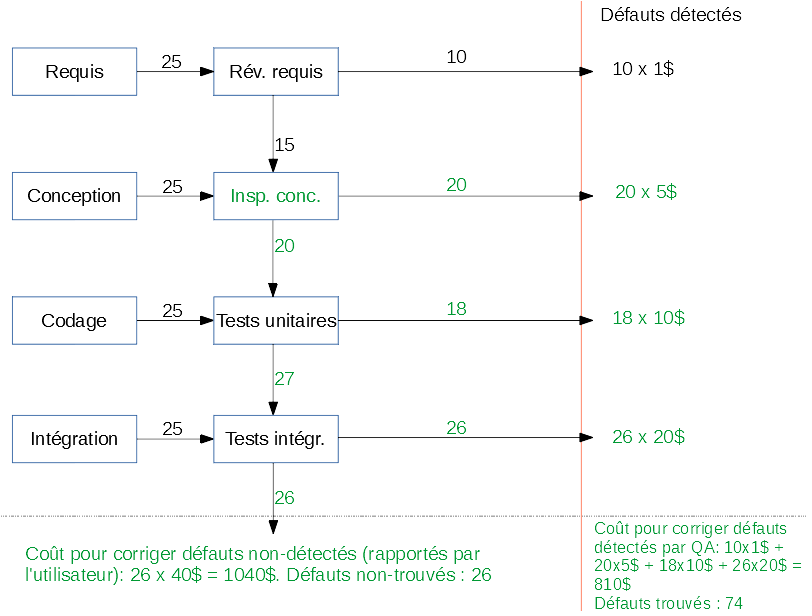 Défauts détectés
Requis
25
Rév. requis
10
10 x 1$
15
Conception
25
Insp. conc.
20
20 x 5$
20
Codage
25
Tests unitaires
18
18 x 10$
27
Intégration
25
Tests intégr.
26
26 x 20$
26
Coût pour corriger défauts non-détectés (rapportés par
l'utilisateur): 26 x 40$ = 1040$. Défauts non-trouvés : 26
Coût pour corriger défauts
détectés par QA: 10x1$ +
20x5$ + 18x10$ + 26x20$ =
810$
Défauts trouvés : 74